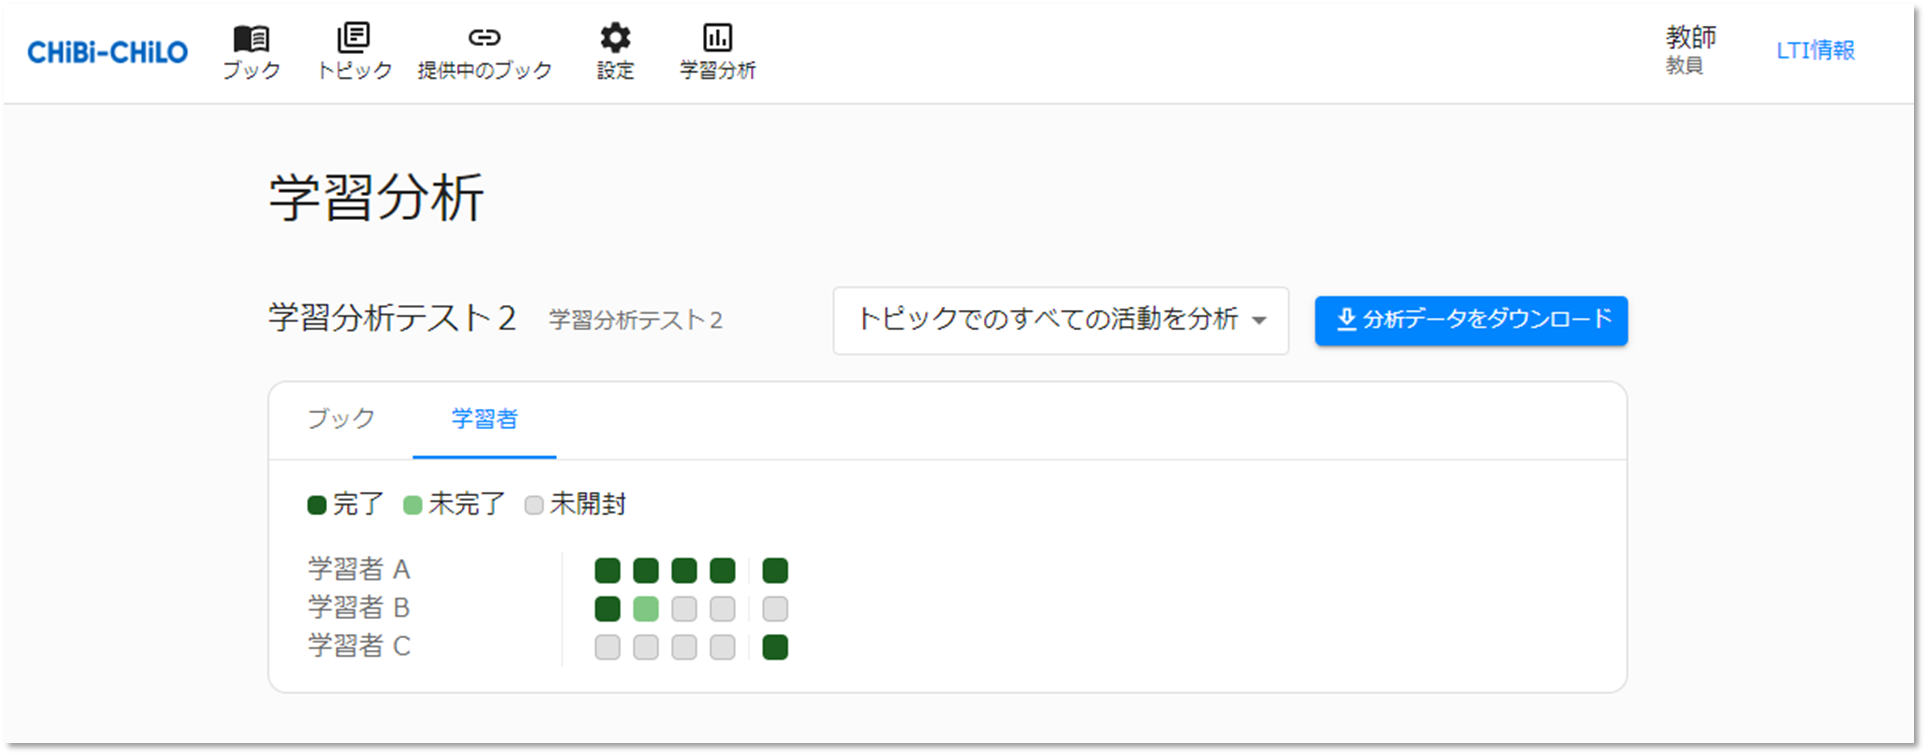 CHiBi-CHiLO
ブック
トピック
提供中のブック
設定
学習分析
教師
教員
LTI情報
学習分析
学習分析テスト2 学習分析テスト2
トピックでのすべての活動を分析
分析データをダウンロード
ブック 学習者
完了 未完了 未開封
学習者 A
学習者 B
学習者 C